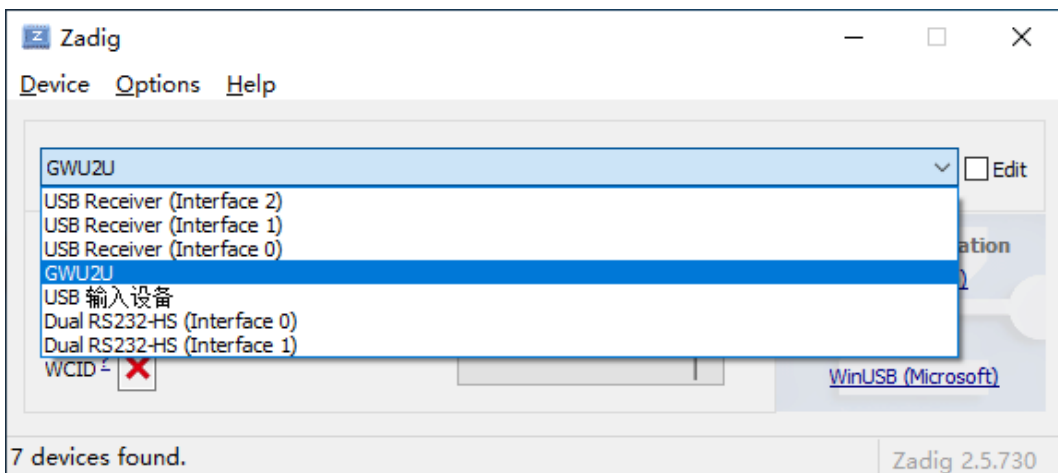 Zadig
Device Options Help
GWU2U
Edit
USB Receiver (Interface 2)
USB Receiver (Interface 1)
USB Receiver (Interface 0)
GWU2U
USB 输入设备
Dual RS232-HS (Interface 0)
Dual RS232-HS (Interface 1)
WCID ?
WinUSB (Microsoft)
7 devices found.
Zadig 2.5.730